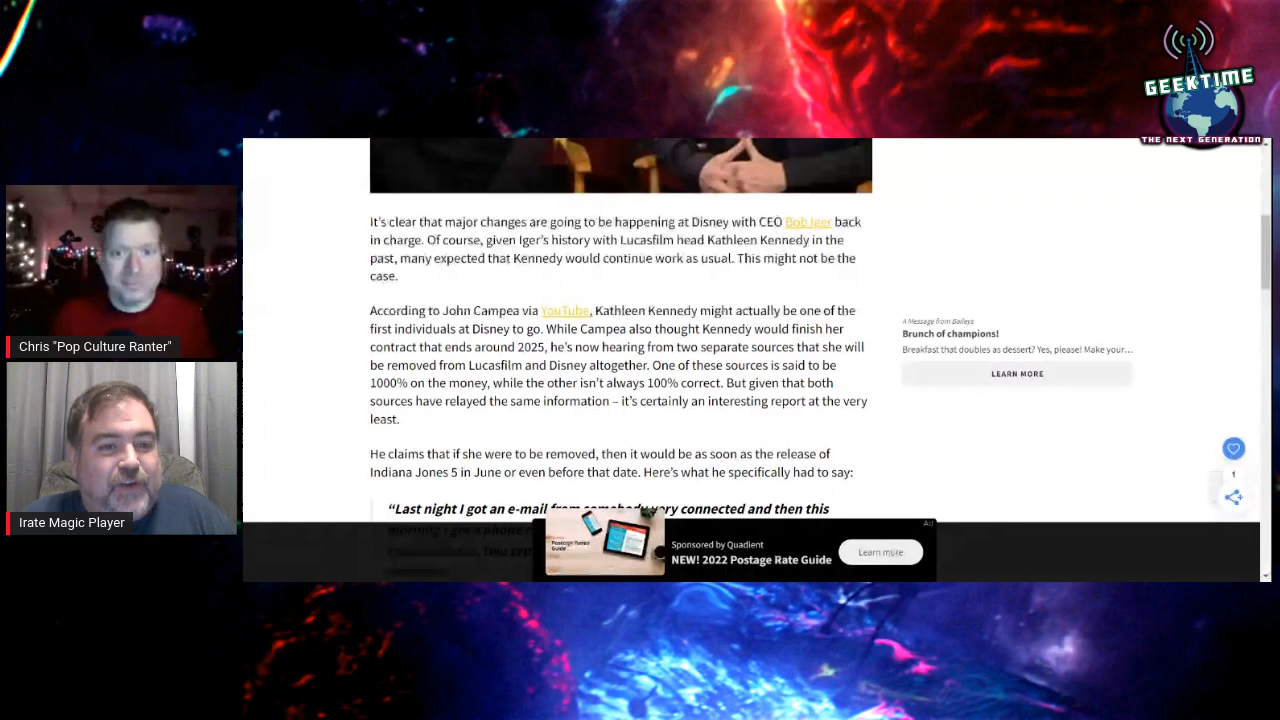 GEEKTIME
THE NEXT GENERATION
It's clear that major changes are going to be happening at Disney with CEO Bob Iger back
in charge. Of course, given Iger's history with Lucasfilm head Kathleen Kennedy in the
past, many expected that Kennedy would continue work as usual. This might not be the
case.
According to John Campea via YouTube, Kathleen Kennedy might actually be one of the
first individuals at Disney to go. While Campea also thought Kennedy would finish her
contract that ends around 2025, he's now hearing from two separate sources that she will
be removed from Lucasfilm and Disney altogether. One of these sources is said to be
1000% on the money, while the other isn't always 100% correct. But given that both
sources have relayed the same information – it's certainly an interesting report at the very
least.
He claims that if she were to be removed, then it would be as soon as the release of
Indiana Jones 5 in June or even before that date. Here's what he specifically had to say:
"Last night I got an e-mail from somebody very connected and then this
A Message from Baileys
Brunch of champions!
Breakfast that doubles as dessert? Yes, please! Make your...
LEARN MORE
1
Chris "Pop Culture Ranter"
Irate Magic Player
Ad
Sponsored by Quadient
NEW! 2022 Postage Rate Guide
Learn more